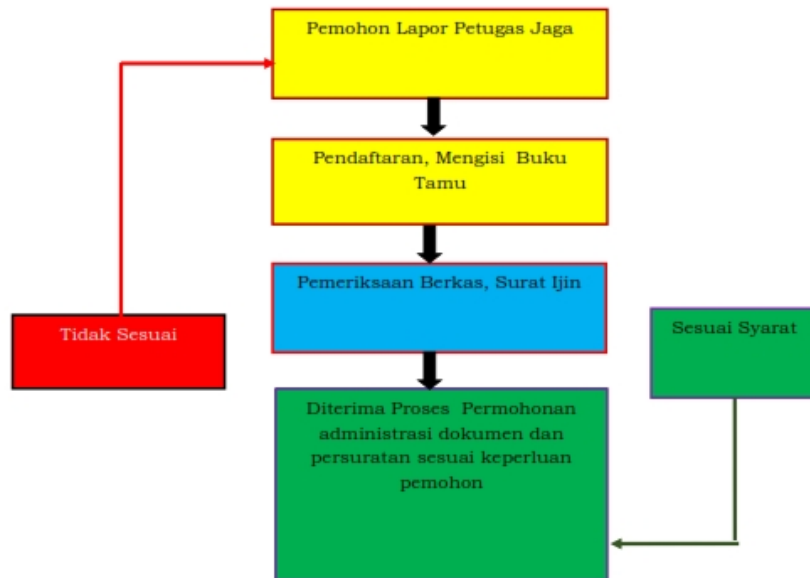 Pemohon Lapor Petugas Jaga
Pendaftaran, Mengisi Buku
Tamu
Pemeriksaan Berkas, Surat Ijin
Tidak Sesuai
Sesuai Syarat
Diterima Proses Permohonan
administrasi dokumen dan
persuratan sesuai keperluan
pemohon